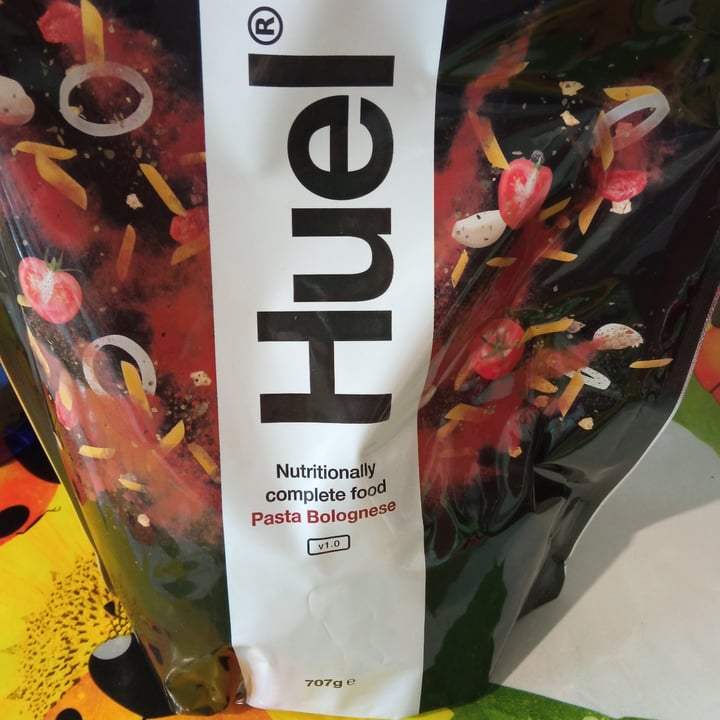 Huel®
Nutritionally
complete food
Pasta Bolognese
v1.0
707g ℮